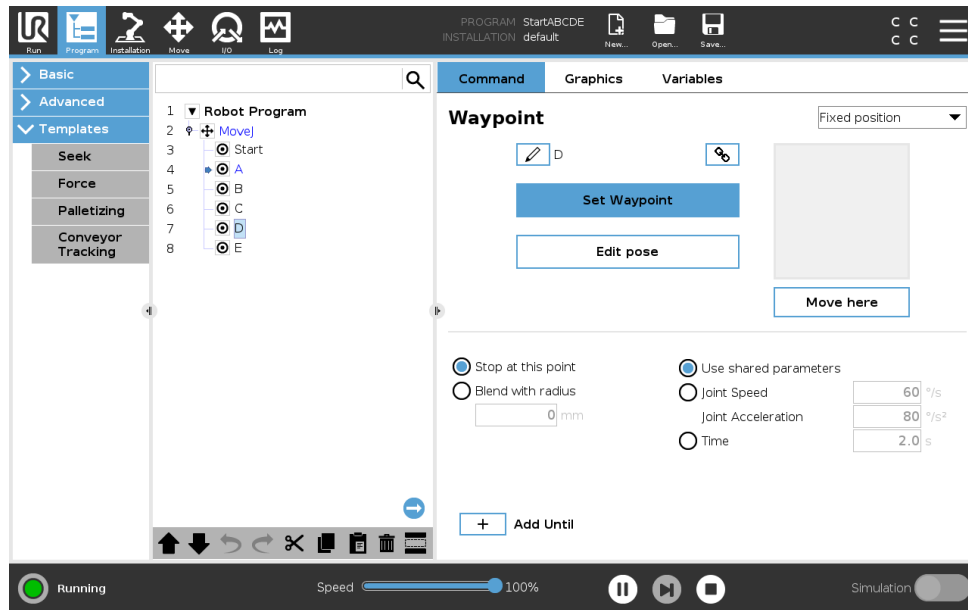 UR
Run
Program
Installation
Move
I/O
Log
PROGRAM StartABCDE
INSTALLATION default
New...
Open...
Save...
C C
C C
Basic
Advanced
Templates
Seek
Force
Palletizing
Conveyor
Tracking
1 Robot Program
2 MoveJ
3 Start
4 A
5 B
6 C
7 D
8 E
Command Graphics Variables
Waypoint
Fixed position
D
Set Waypoint
Edit pose
Move here
Stop at this point
Blend with radius
0 mm
Use shared parameters
Joint Speed 60 °/s
Joint Acceleration 80 °/s²
Time 2.0 s
+ Add Until
Running
Speed 100%
Simulation